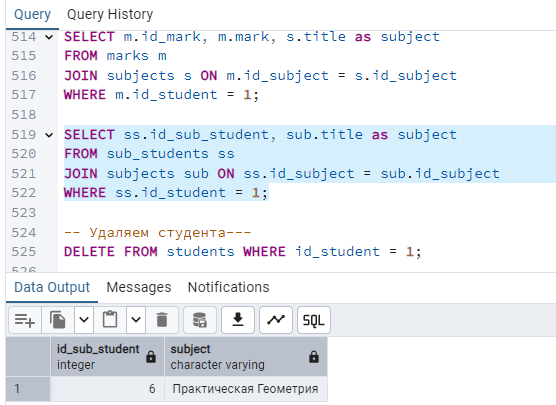 Query Query History
514 SELECT m.id_mark, m.mark, s.title as subject
515 FROM marks m
516 JOIN subjects s ON m.id_subject = s.id_subject
517 WHERE m.id_student = 1;
518
519 SELECT ss.id_sub_student, sub.title as subject
520 FROM sub_students ss
521 JOIN subjects sub ON ss.id_subject = sub.id_subject
522 WHERE ss.id_student = 1;
523
524 -- Удаляем студента---
525 DELETE FROM students WHERE id_student = 1;
526
Data Output Messages Notifications
SQL
id_sub_student subject
integer character varying
1 6 Практическая Геометрия